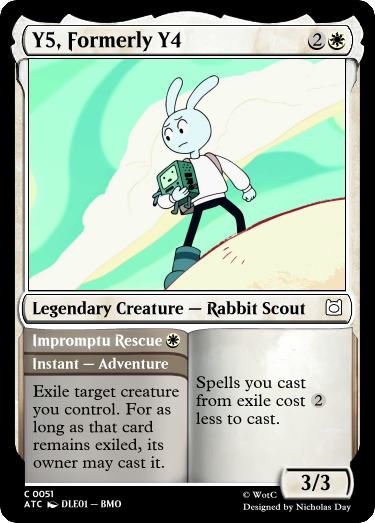 Y5, Formerly Y4 2
Legendary Creature — Rabbit Scout
Impromptu Rescue
Instant — Adventure
Exile target creature
you control. For as
long as that card
remains exiled, its
owner may cast it.
Spells you cast
from exile cost 2
less to cast.
3/3
C 0051
ATC DLE01 — BMO
© WotC
Designed by Nicholas Day